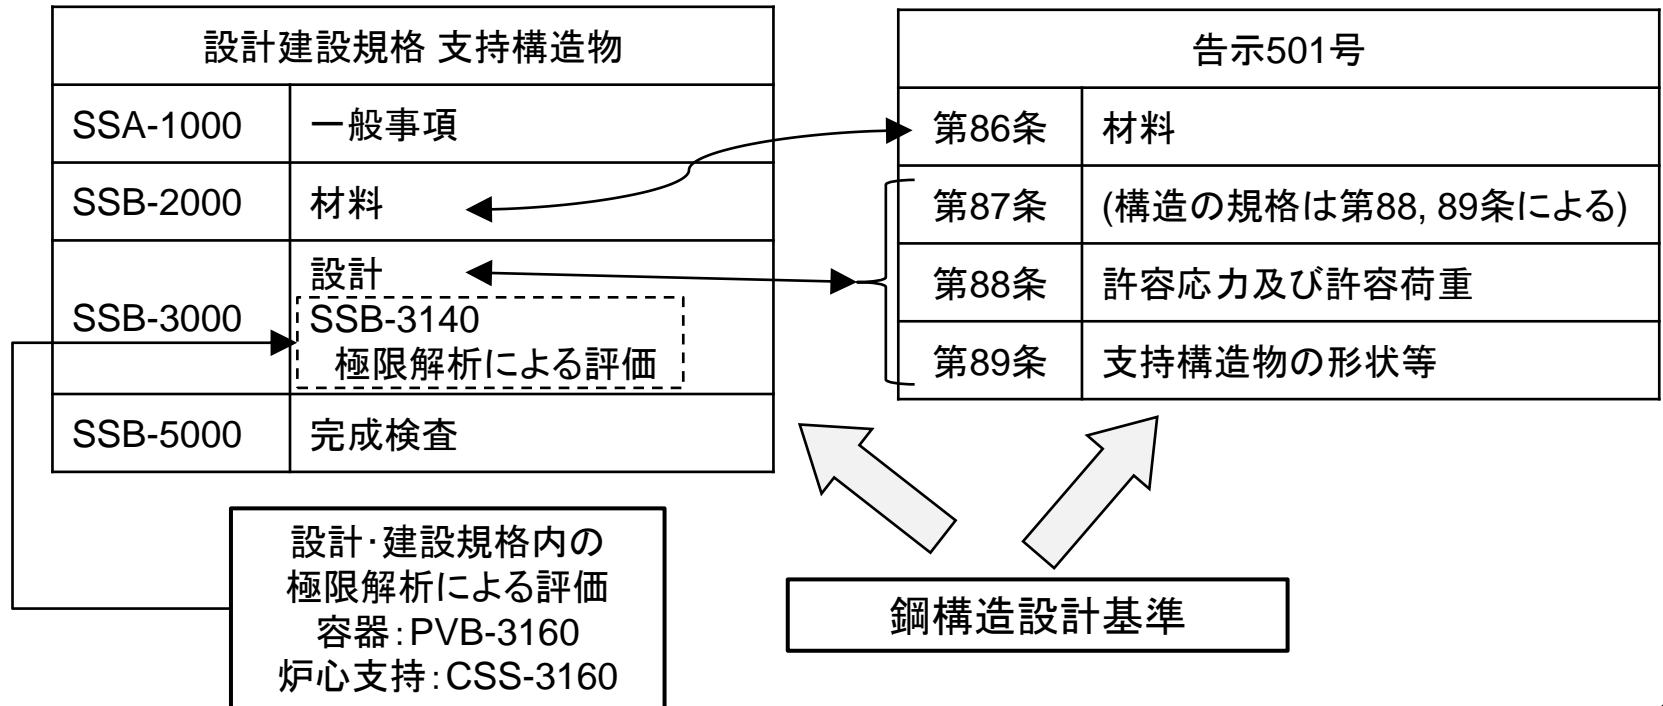 設計建設規格 支持構造物
SSA-1000 一般事項
SSB-2000 材料
SSB-3000 設計
SSB-3140
極限解析による評価
SSB-5000 完成検査
告示501号
第86条 材料
第87条 (構造の規格は第88, 89条による)
第88条 許容応力及び許容荷重
第89条 支持構造物の形状等
設計･建設規格内の
極限解析による評価
容器：PVB-3160
炉心支持：CSS-3160
鋼構造設計基準